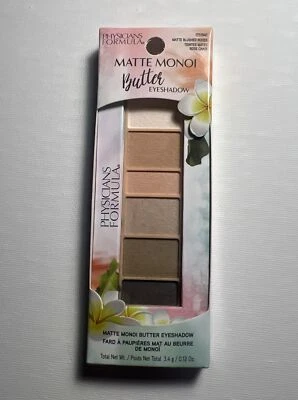 PHYSICIANS
FORMULA
MATTE BLUSHED ROSES
MATTE MONOI
Butter
EYESHADOW
PHYSICIANS
FORMULA
MATTE MONOI BUTTER EYESHADOW
FARD À PAUPIÈRES MAT AU BEURRE
DE MONOÏ
Total Net Wt. / Poids Net Total 3.4 g / 0.12 Oz.